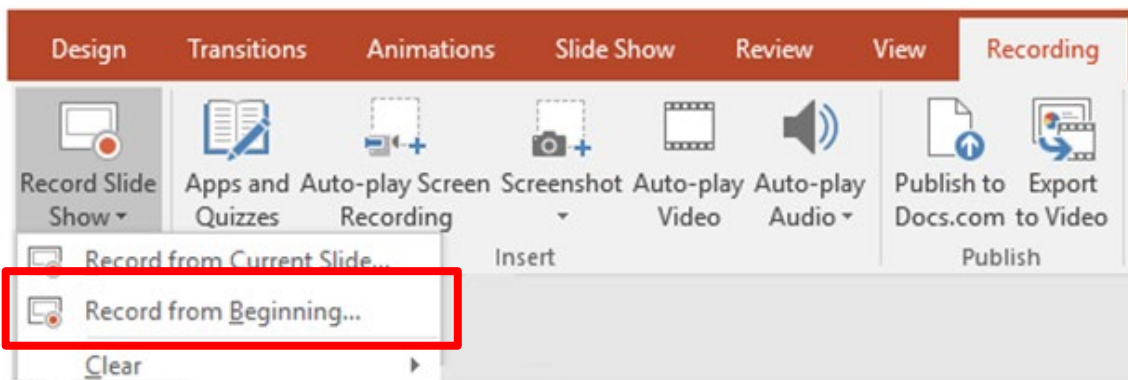 Design Transitions Animations Slide Show Review View Recording
Record Slide Apps and Auto-play Screen Screenshot Auto-play Auto-play Publish to Export
Show Quizzes Recording Video Audio Docs.com to Video
Insert Publish
Record from Current Slide...
Record from Beginning...
Clear